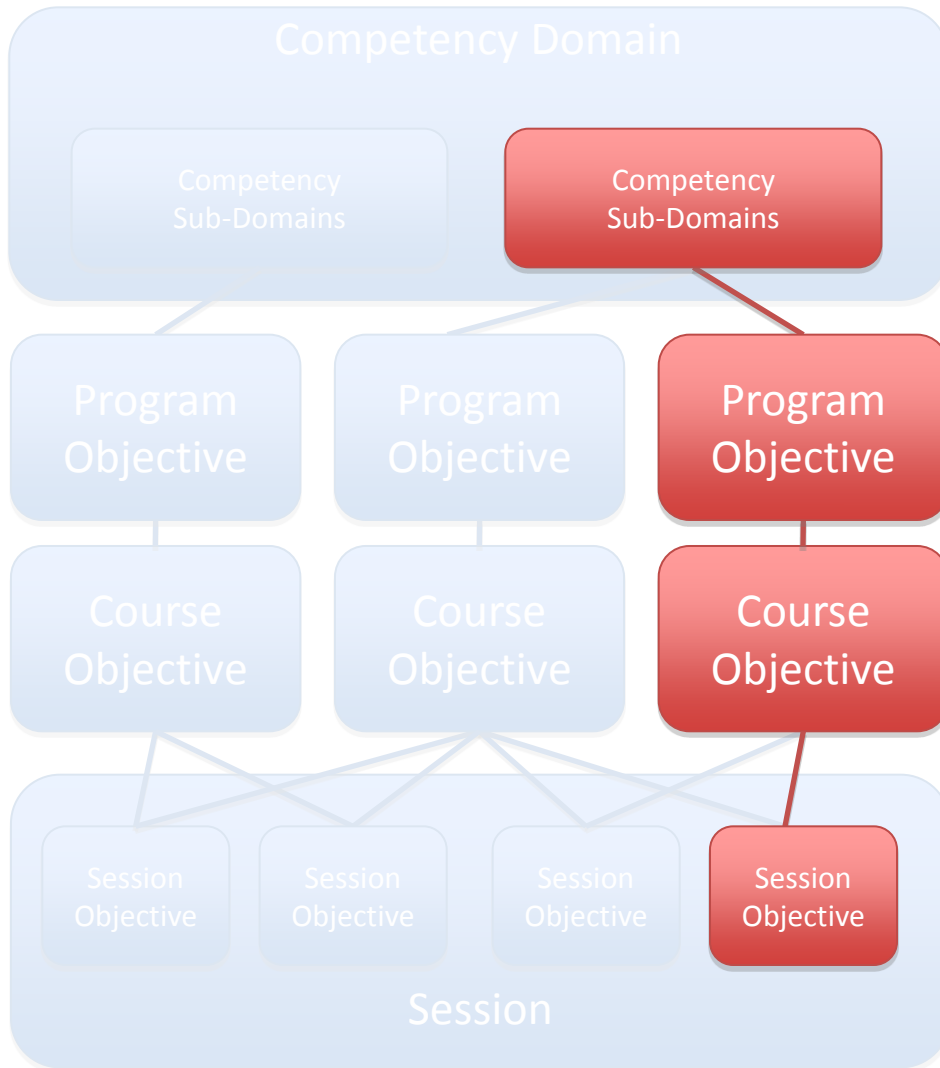 Competency Domain
Competency
Sub-Domains
Competency
Sub-Domains
Program
Objective
Program
Objective
Program
Objective
Course
Objective
Course
Objective
Course
Objective
Session
Objective
Session
Objective
Session
Objective
Session
Objective
Session